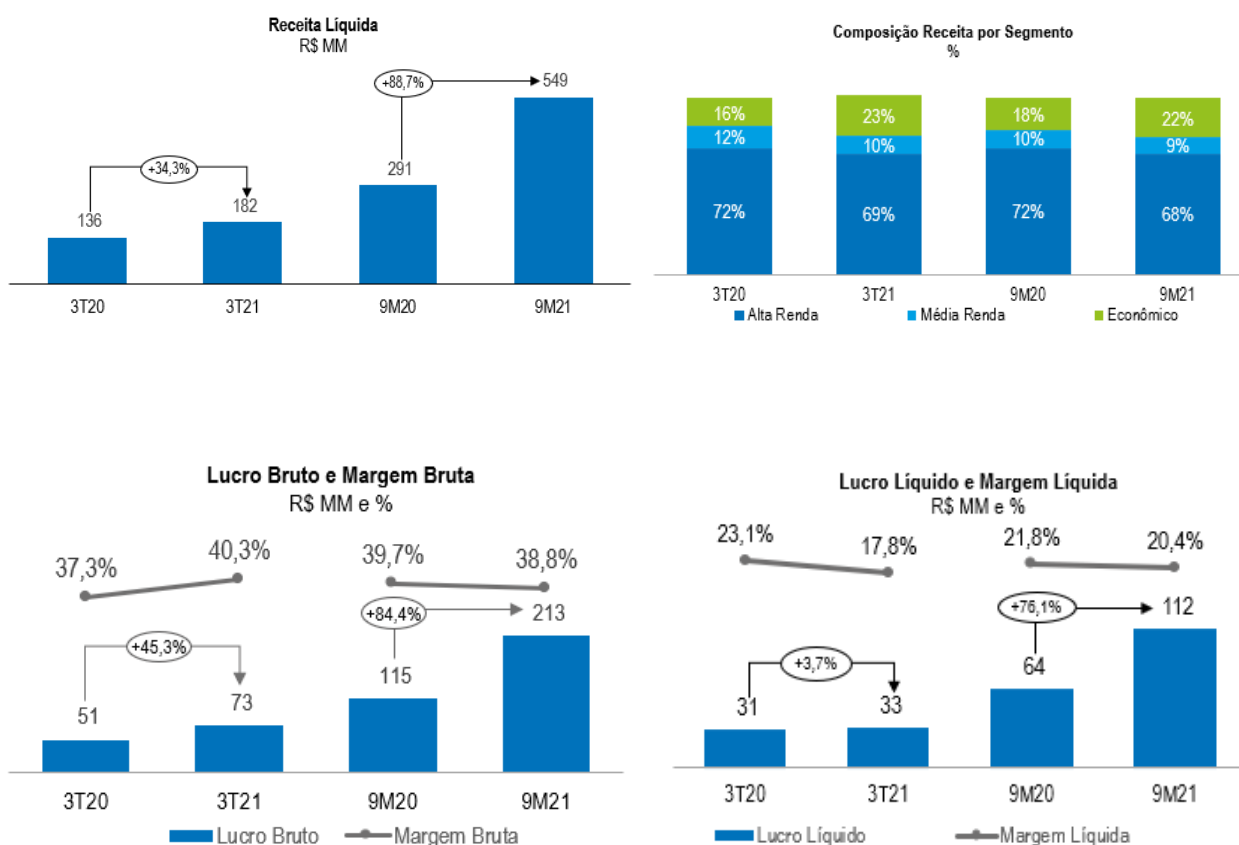 Receita Líquida
R$ MM
+88,7%
549
+34,3%
291
136
182
3T20
3T21
9M20
9M21
Composição Receita por Segmento
%
16%
23%
18%
22%
12%
10%
10%
9%
72%
69%
72%
68%
3T20
3T21
9M20
9M21
Alta Renda
Média Renda
Econômico
Lucro Bruto e Margem Bruta
R$ MM e %
37,3%
40,3%
39,7%
38,8%
+84,4%
213
+45,3%
115
51
73
3T20
3T21
9M20
9M21
Lucro Bruto
Margem Bruta
Lucro Líquido e Margem Líquida
R$ MM e %
23,1%
17,8%
21,8%
20,4%
+76,1%
112
+3,7%
64
31
33
3T20
3T21
9M20
9M21
Lucro Líquido
Margem Líquida